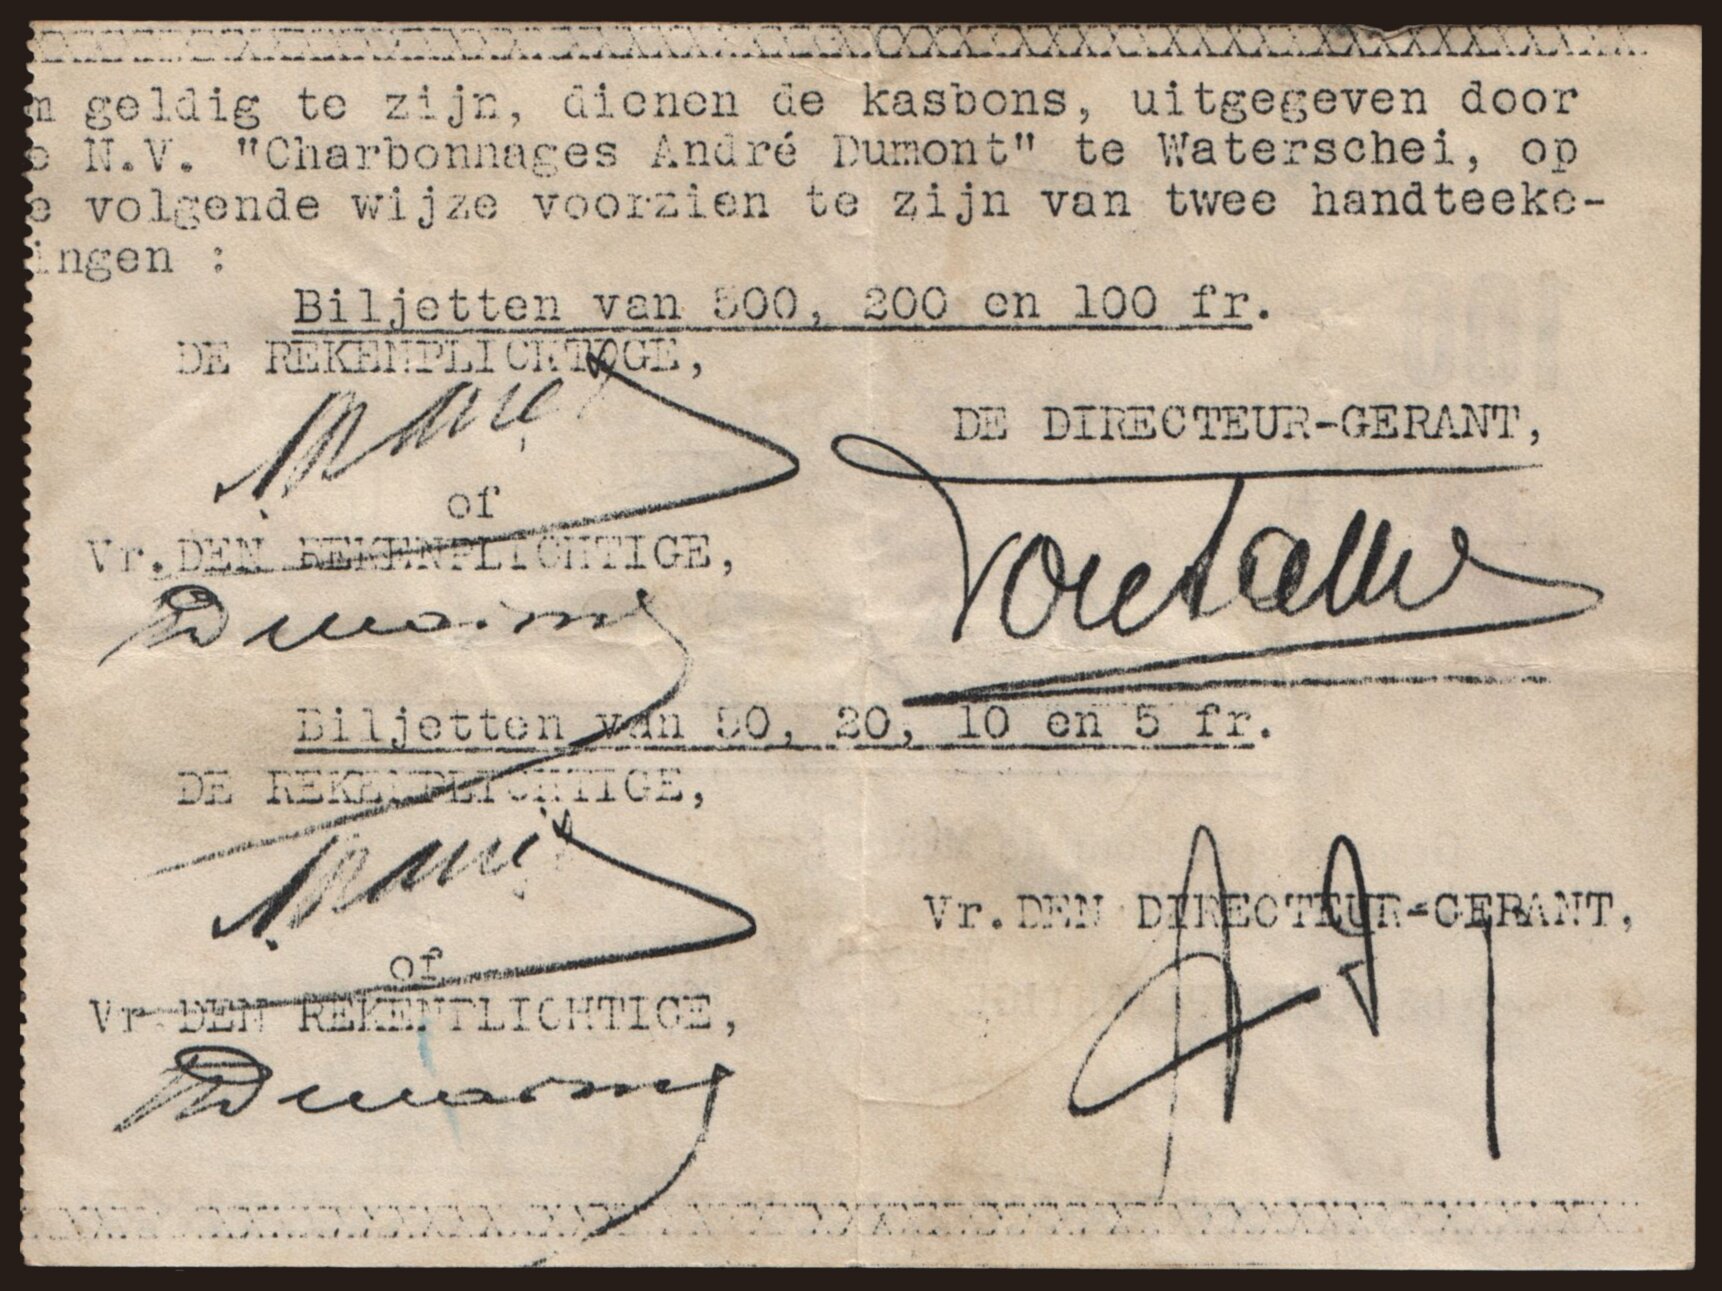 m geldig te zijn, dienen de kasbons, uitgegeven door
e N.V. "Charbonnages André Dumont" te Waterschei, op
e volgende wijze voorzien te zijn van twee handteeke-
ingen :
Biljetten van 500, 200 en 100 fr.
DE REKENPLICHTIGE,
DE DIRECTEUR-GERANT,
of
Vr.DEN REKENPLICHTIGE,
Biljetten van 50, 20, 10 en 5 fr.
DE REKENPLICHTIGE,
Vr.DEN DIRECTEUR-GERANT,
of
Vr.DEN REKENPLICHTIGE,